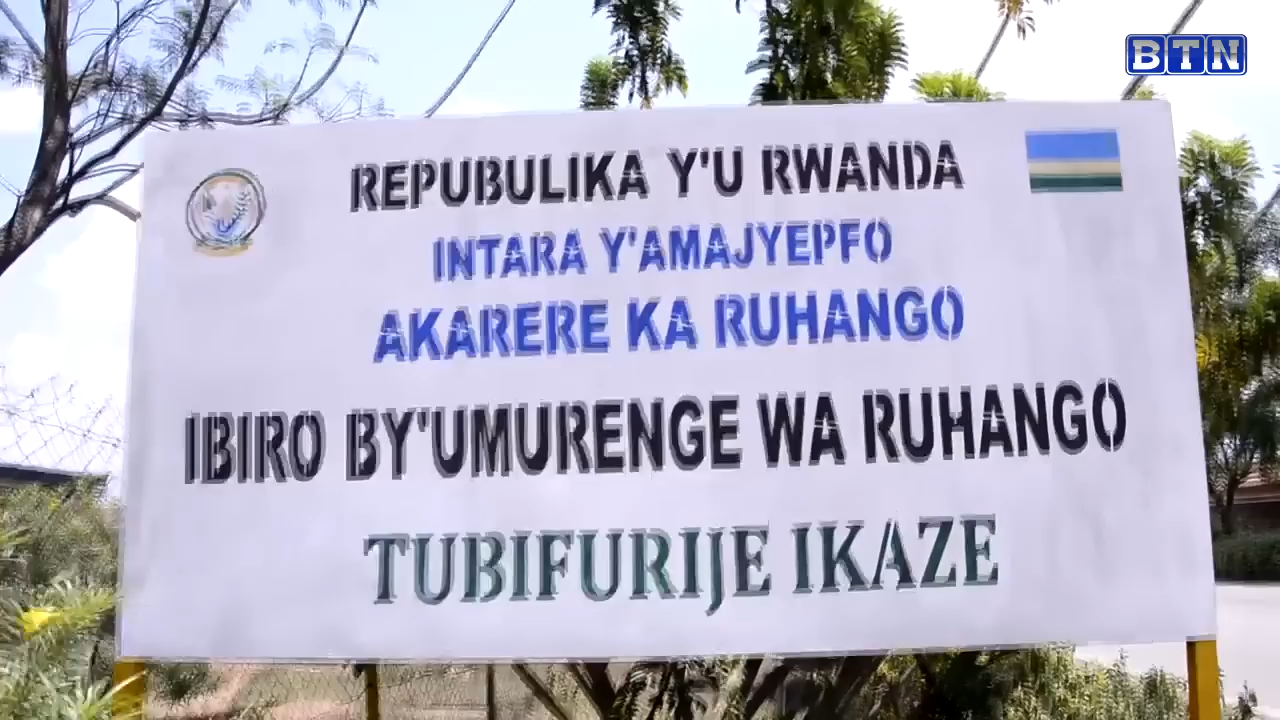 BTN
REPUBULIKA Y'U RWANDA
INTARA Y'AMAJYEPFO
AKARERE KA RUHANGO
IBIRO BY'UMURENGE WA RUHANGO
TUBIFURIJE IKAZE